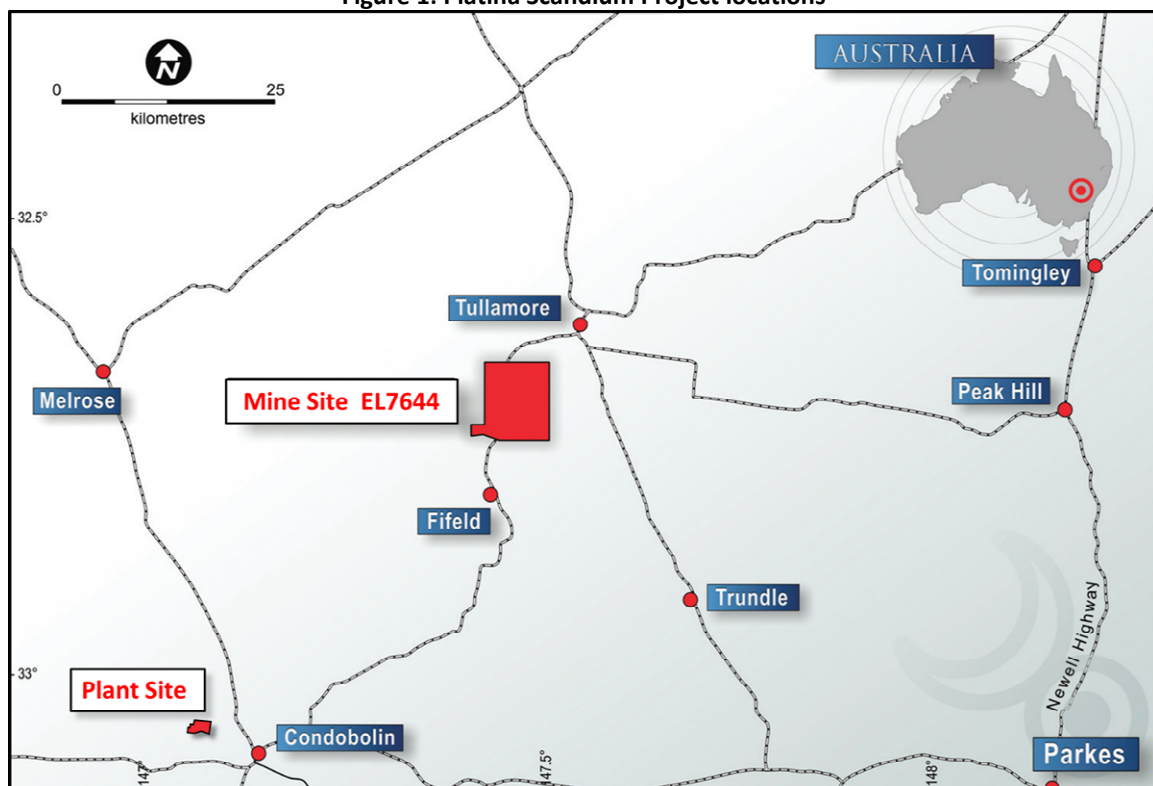 Figure 1: Platina Scandium Project locations
AUSTRALIA
N
0 25
kilometres
32.5°
Tomingley
Tullamore
Melrose
Mine Site EL7644
Peak Hill
Fifeld
Trundle
Newell Highway
33°
Plant Site
Condobolin
147°
147.5°
148°
Parkes